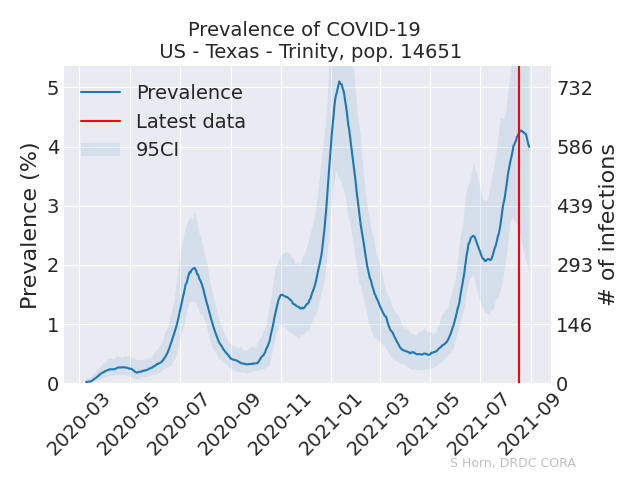 Prevalence of COVID-19
US - Texas - Trinity, pop. 14651
Prevalence
Latest data
95CI
Prevalence (%)
5
4
3
2
1
0
732
586
439
293
146
0
# of infections
2020-03
2020-05
2020-07
2020-09
2020-11
2021-01
2021-03
2021-05
2021-07
2021-09
S Horn, DRDC CORA